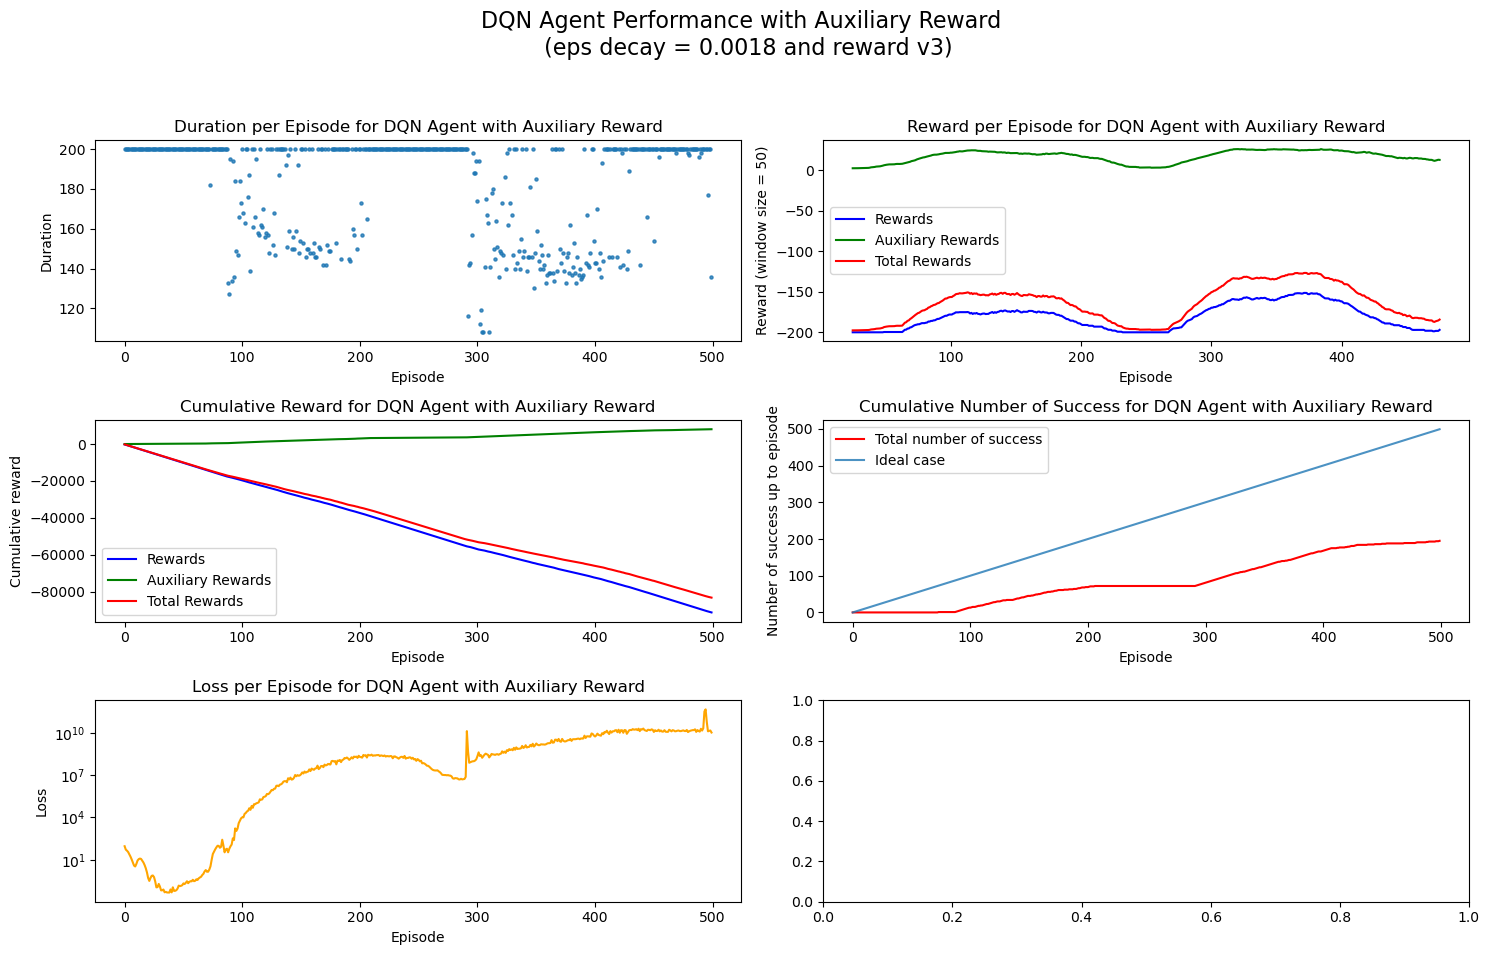 DQN Agent Performance with Auxiliary Reward
(eps decay = 0.0018 and reward v3)
Duration per Episode for DQN Agent with Auxiliary Reward
200
180
160
140
120
Duration
0 100 200 300 400 500
Episode
Reward per Episode for DQN Agent with Auxiliary Reward
0
−50
−100
−150
−200
Reward (window size = 50)
Rewards
Auxiliary Rewards
Total Rewards
100 200 300 400
Episode
Cumulative Reward for DQN Agent with Auxiliary Reward
0
−20000
−40000
−60000
−80000
Cumulative reward
Rewards
Auxiliary Rewards
Total Rewards
0 100 200 300 400 500
Episode
Cumulative Number of Success for DQN Agent with Auxiliary Reward
500
400
300
200
100
0
Number of success up to episode
Total number of success
Ideal case
0 100 200 300 400 500
Episode
Loss per Episode for DQN Agent with Auxiliary Reward
10^10
10^7
10^4
10^1
Loss
0 100 200 300 400 500
Episode
1.0
0.8
0.6
0.4
0.2
0.0
0.0 0.2 0.4 0.6 0.8 1.0